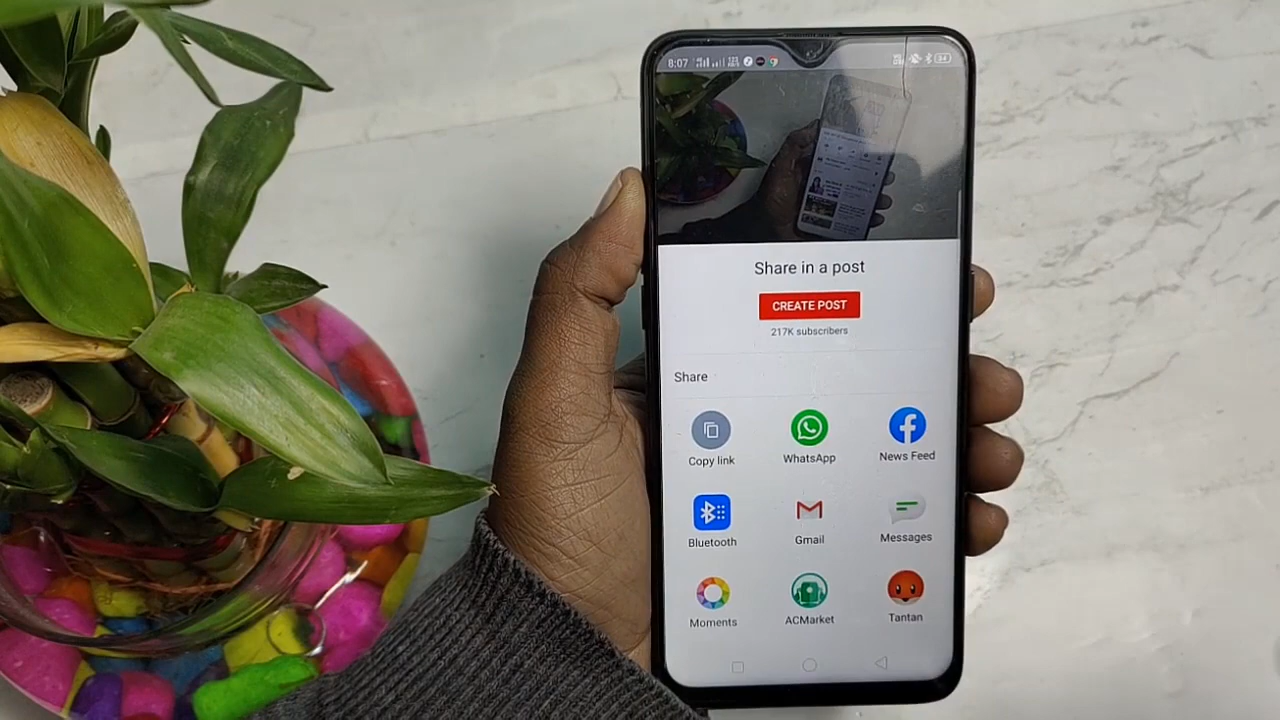 8:07
34
Share in a post
CREATE POST
217K subscribers
Share
Copy link
WhatsApp
News Feed
Bluetooth
Gmail
Messages
Moments
ACMarket
Tantan